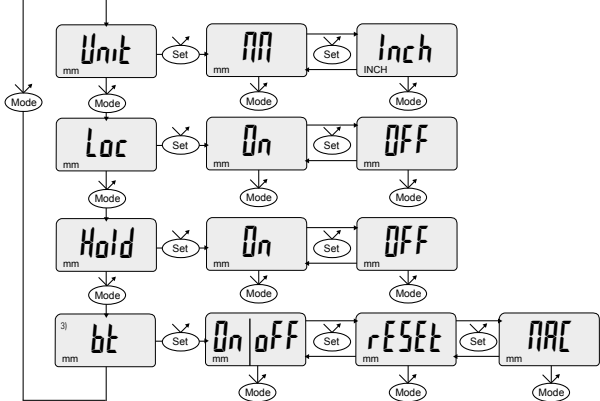 Unit Set MM Set Inch
mm mm INCH
Mode Mode Mode Mode
Loc Set On Set OFF
mm mm mm
Mode Mode Mode
Hold Set On Set OFF
mm mm mm
Mode Mode Mode
3) bt Set On oFF Set rESEt Set MAC
mm mm mm mm
Mode Mode Mode